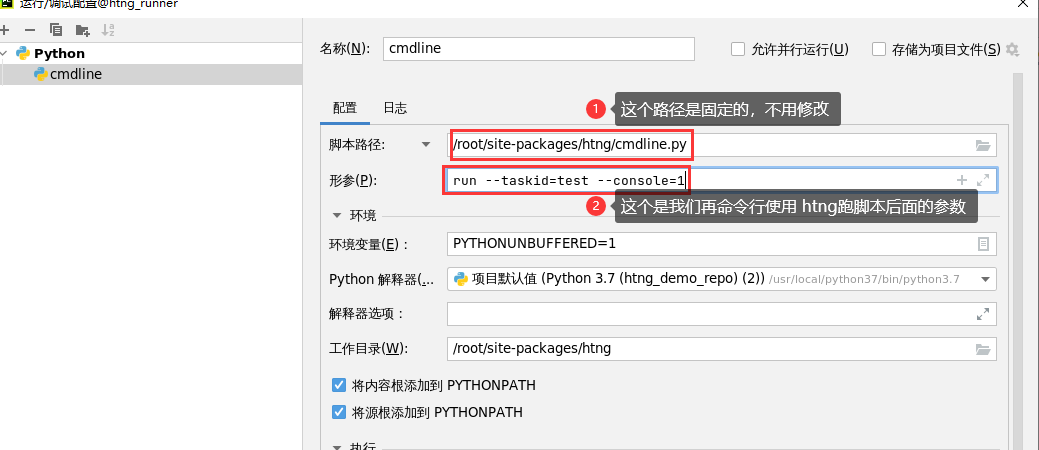 运行/调试配置@htng_runner
Python
cmdline
名称(N): cmdline 允许并行运行(U) 存储为项目文件(S)
配置 日志
1 这个路径是固定的，不用修改
脚本路径: /root/site-packages/htng/cmdline.py
形参(P): run --taskid=test --console=1
2 这个是我们再命令行使用 htng跑脚本后面的参数
环境
环境变量(E)： PYTHONUNBUFFERED=1
Python 解释器(... 项目默认值 (Python 3.7 (htng_demo_repo) (2)) /usr/local/python37/bin/python3.7
解释器选项：
工作目录(W): /root/site-packages/htng
将内容根添加到 PYTHONPATH
将源根添加到 PYTHONPATH
执行